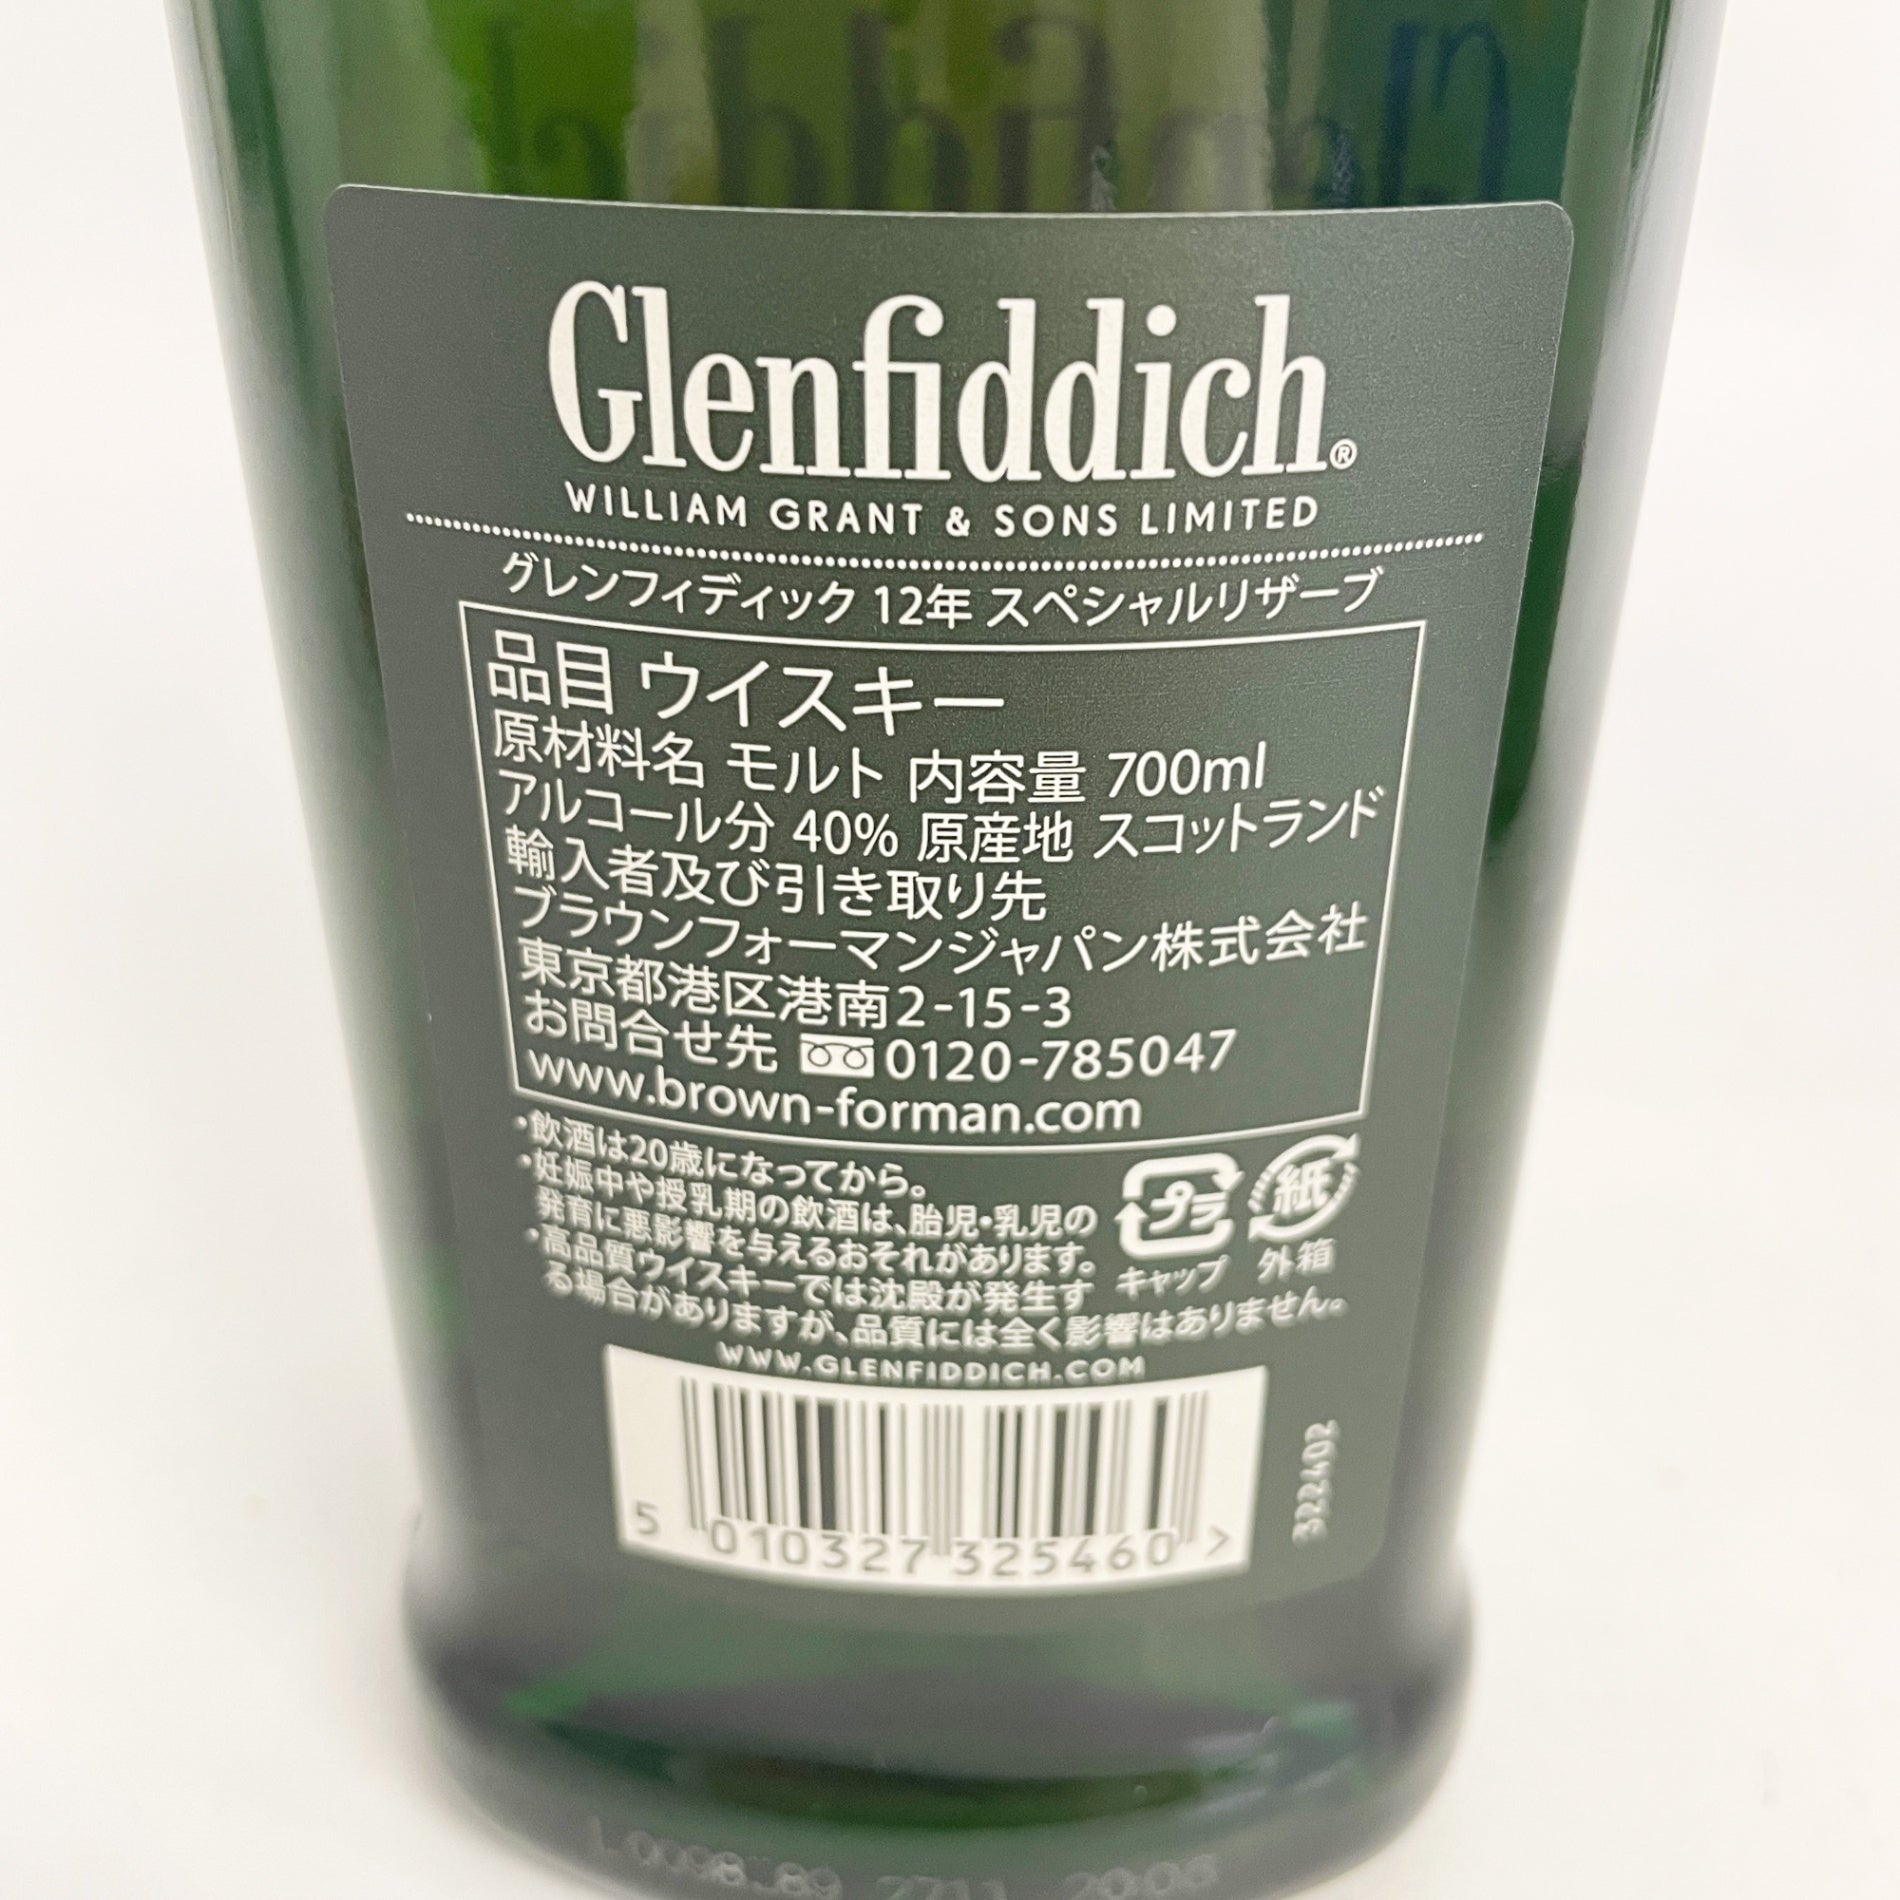 Glenfiddich®
WILLIAM GRANT & SONS LIMITED
グレンフィディック 12年 スペシャルリザーブ
品目 ウイスキー
原材料名 モルト 内容量 700ml
アルコール分 40% 原産地 スコットランド
輸入者及び引き取り先
ブラウンフォーマンジャパン株式会社
東京都港区港南2-15-3
お問合せ先 0120-785047
www.brown-forman.com
・飲酒は20歳になってから。
・妊娠中や授乳期の飲酒は、胎児・乳児の
発育に悪影響を与えるおそれがあります。
・高品質ウイスキーでは沈殿が発生す
る場合がありますが、品質には全く影響はありません。
プラ
キャップ
紙
外箱
WWW.GLENFIDDICH.COM
5 010327 325460 >
322402